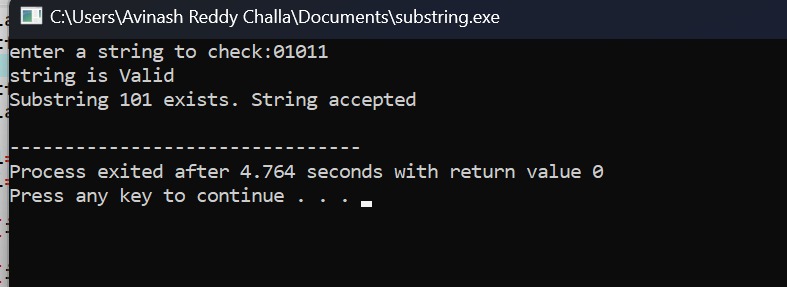 C:\Users\Avinash Reddy Challa\Documents\substring.exe
enter a string to check:01011
string is Valid
Substring 101 exists. String accepted
--------------------------------
Process exited after 4.764 seconds with return value 0
Press any key to continue . . .